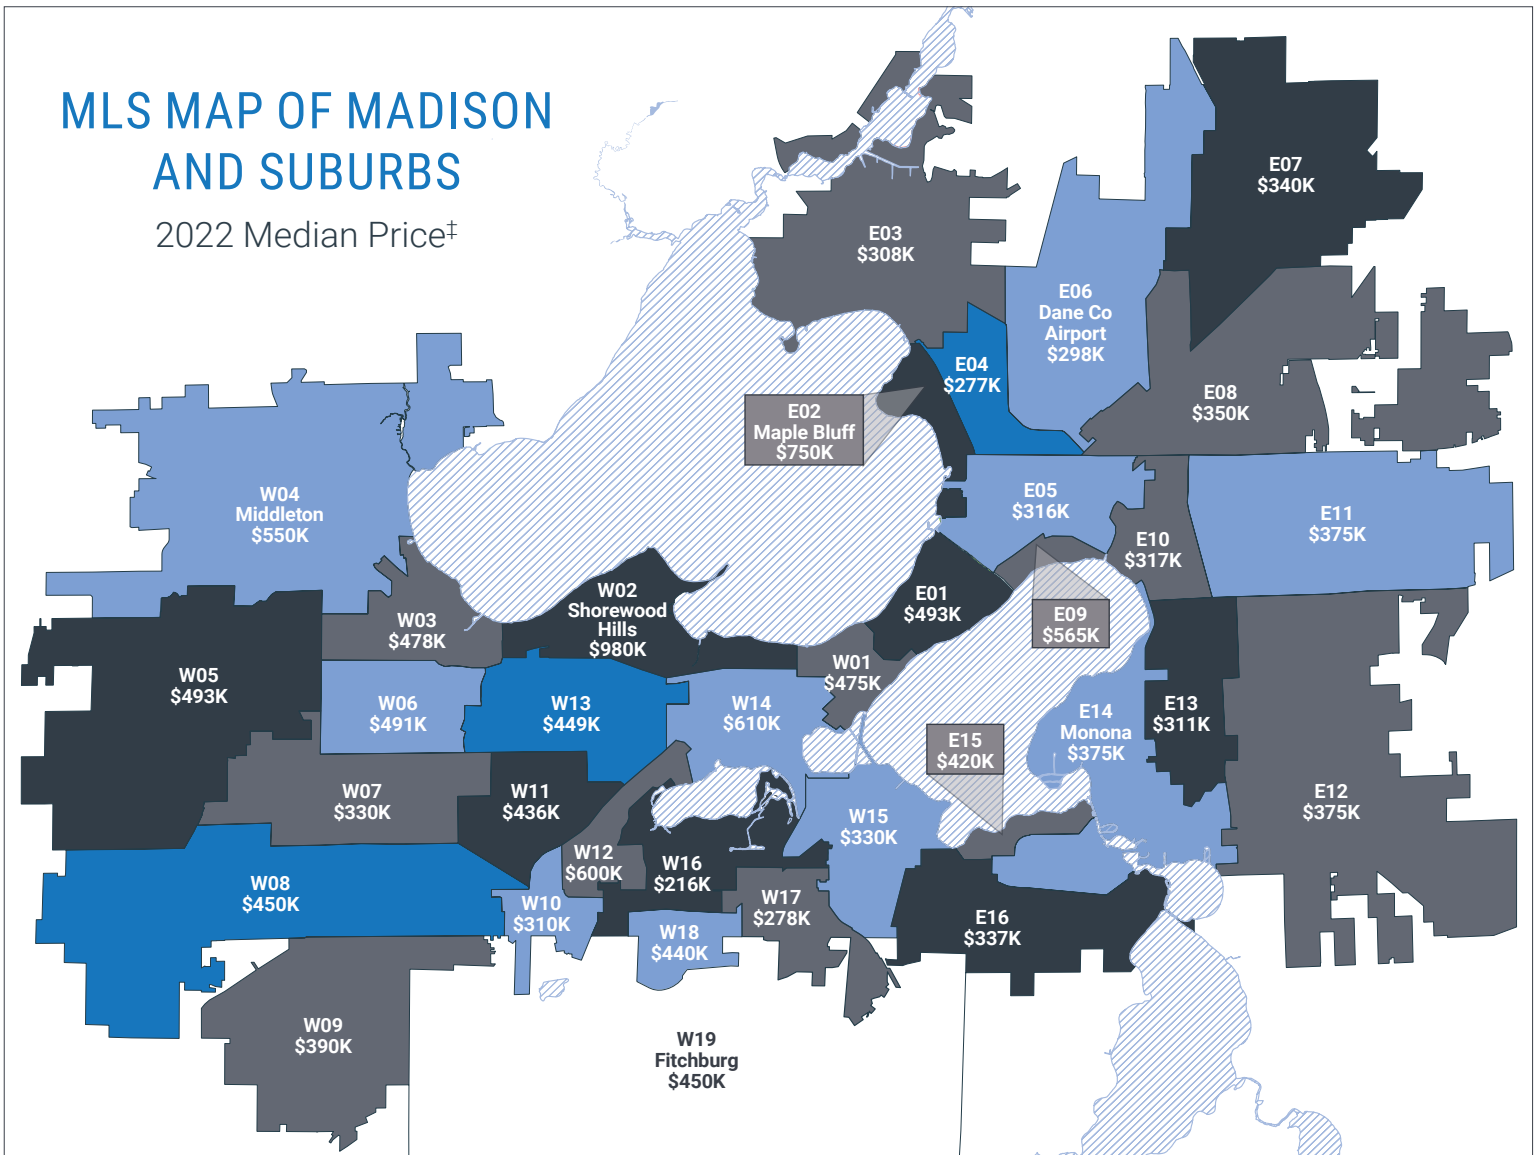 MLS MAP OF MADISON
AND SUBURBS
2022 Median Price‡
E07
$340K
E03
$308K
E06
Dane Co
Airport
$298K
E04
$277K
E08
$350K
E02
Maple Bluff
$750K
W04
Middleton
$550K
E05
$316K
E11
$375K
E10
$317K
W02
Shorewood
Hills
$980K
E01
$493K
E09
$565K
W03
$478K
W05
$493K
W01
$475K
W06
$491K
W13
$449K
W14
$610K
E13
$311K
E14
Monona
$375K
E15
$420K
W07
$330K
W11
$436K
E12
$375K
W15
$330K
W12
$600K
W16
$216K
W08
$450K
W17
$278K
W10
$310K
E16
$337K
W18
$440K
W09
$390K
W19
Fitchburg
$450K